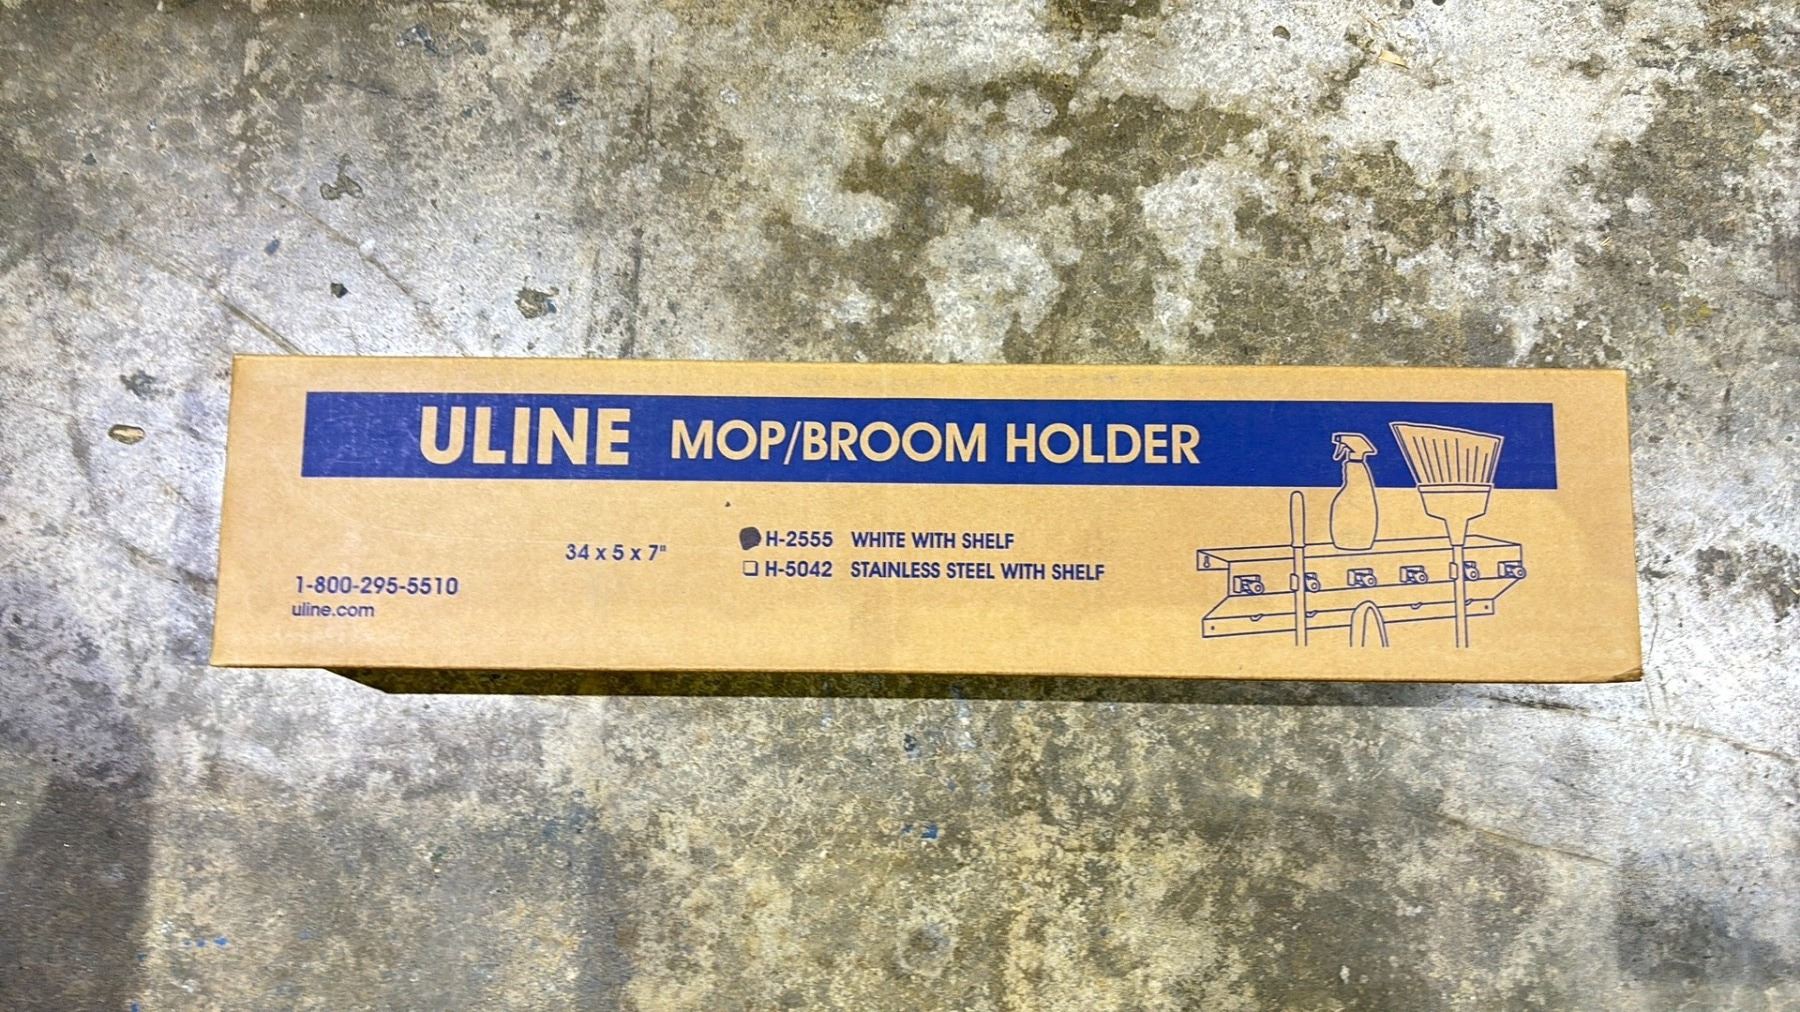 ULINE MOP/BROOM HOLDER
34 x 5 x 7"
H-2555 WHITE WITH SHELF
H-5042 STAINLESS STEEL WITH SHELF
1-800-295-5510
uline.com